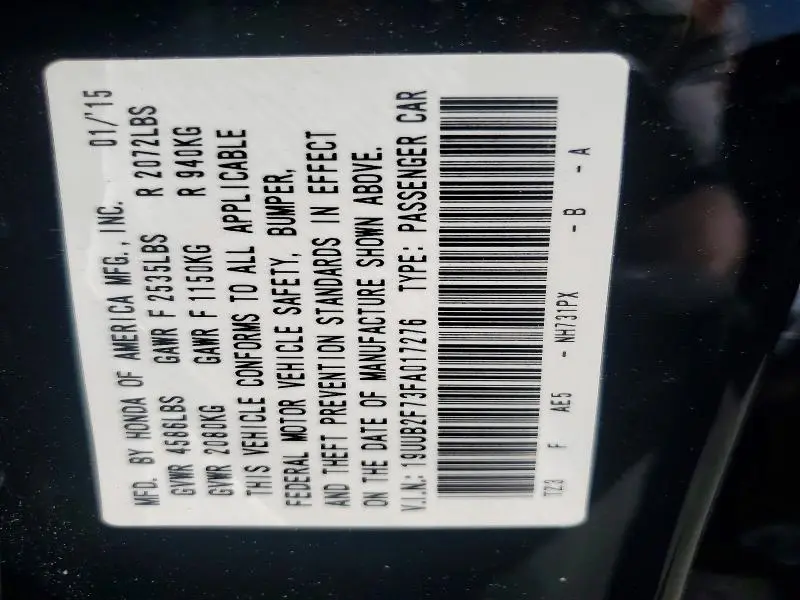 MFD. BY HONDA OF AMERICA MFG., INC. 01/'15
GVWR 4586LBS GAWR F 2535LBS R 2072LBS
GVWR 2080KG GAWR F 1150KG R 940KG
THIS VEHICLE CONFORMS TO ALL APPLICABLE
FEDERAL MOTOR VEHICLE SAFETY, BUMPER,
AND THEFT PREVENTION STANDARDS IN EFFECT
ON THE DATE OF MANUFACTURE SHOWN ABOVE.
V.I.N.: 19UUB2F73FA017276 TYPE: PASSENGER CAR
TZ3 F AE5 - NH731PX - B - A